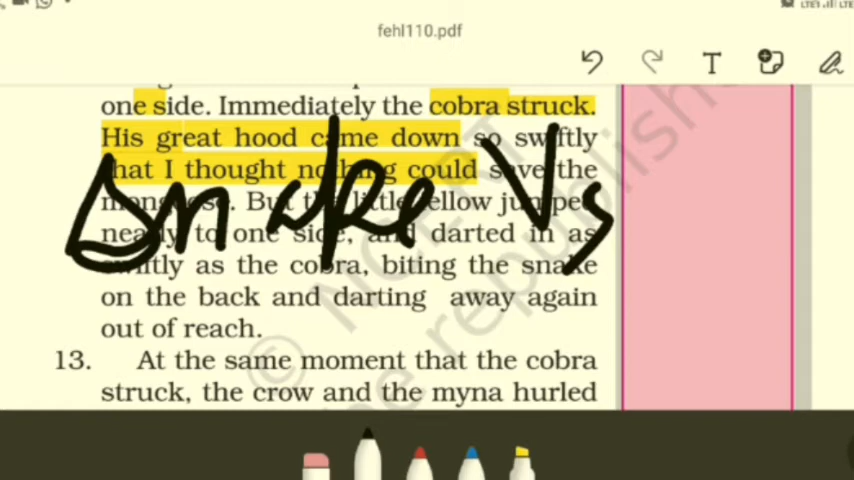 fehl110.pdf
T
one side. Immediately the cobra struck.
His great hood came down so swiftly
that I thought nothing could save the
mongoose. But the little fellow jumped
neatly to one side, and darted in as
swiftly as the cobra, biting the snake
on the back and darting away again
out of reach.
13. At the same moment that the cobra
struck, the crow and the myna hurled
Snake Vs
© NCERT
the republishe